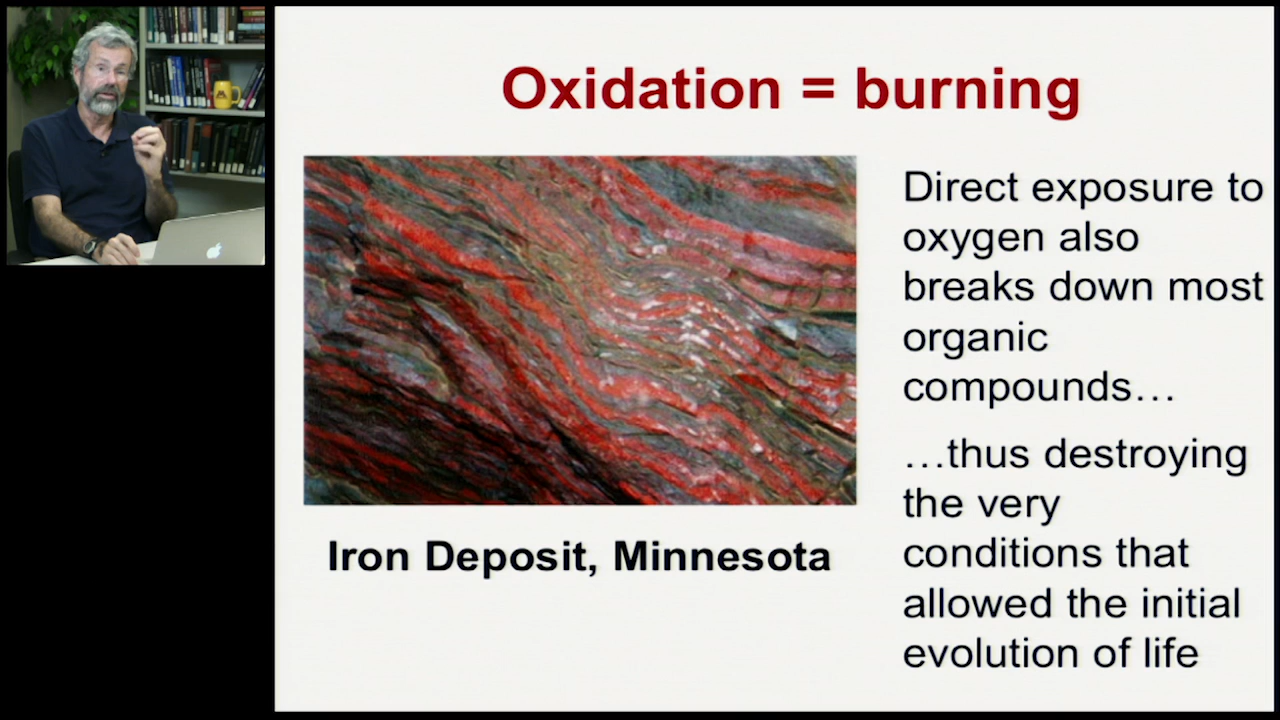 Oxidation = burning
Direct exposure to
oxygen also
breaks down most
organic
compounds…
…thus destroying
the very
conditions that
allowed the initial
evolution of life
Iron Deposit, Minnesota